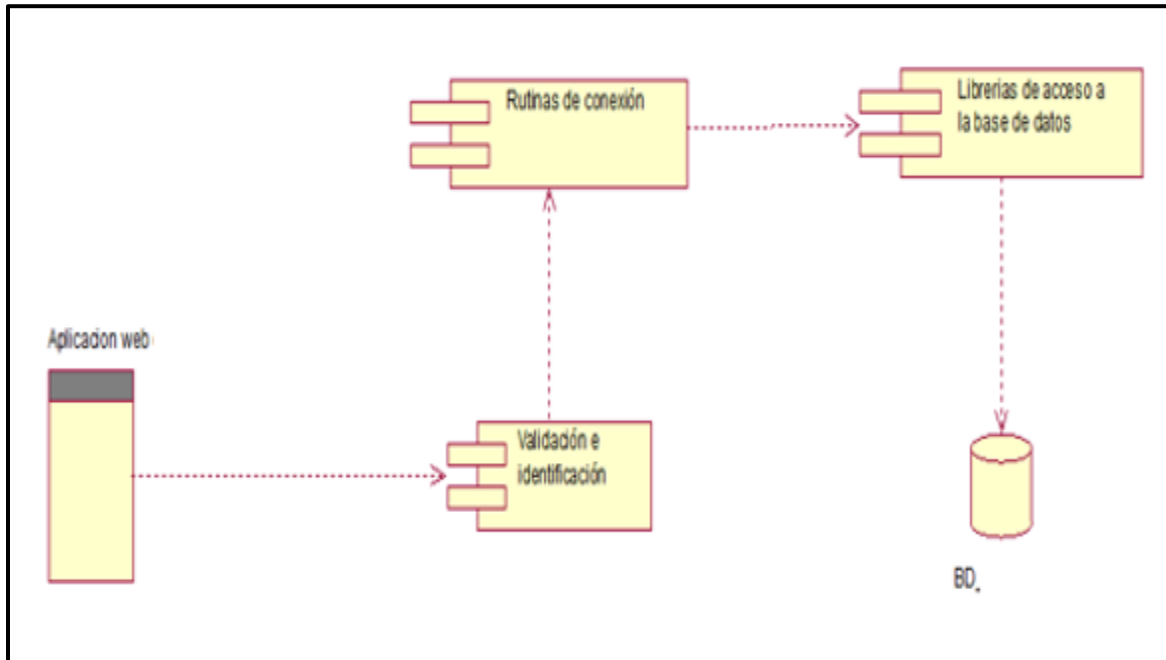 Rutinas de conexión
Librerias de acceso a
la base de datos
Aplicacion web
Validación e
identificación
BD